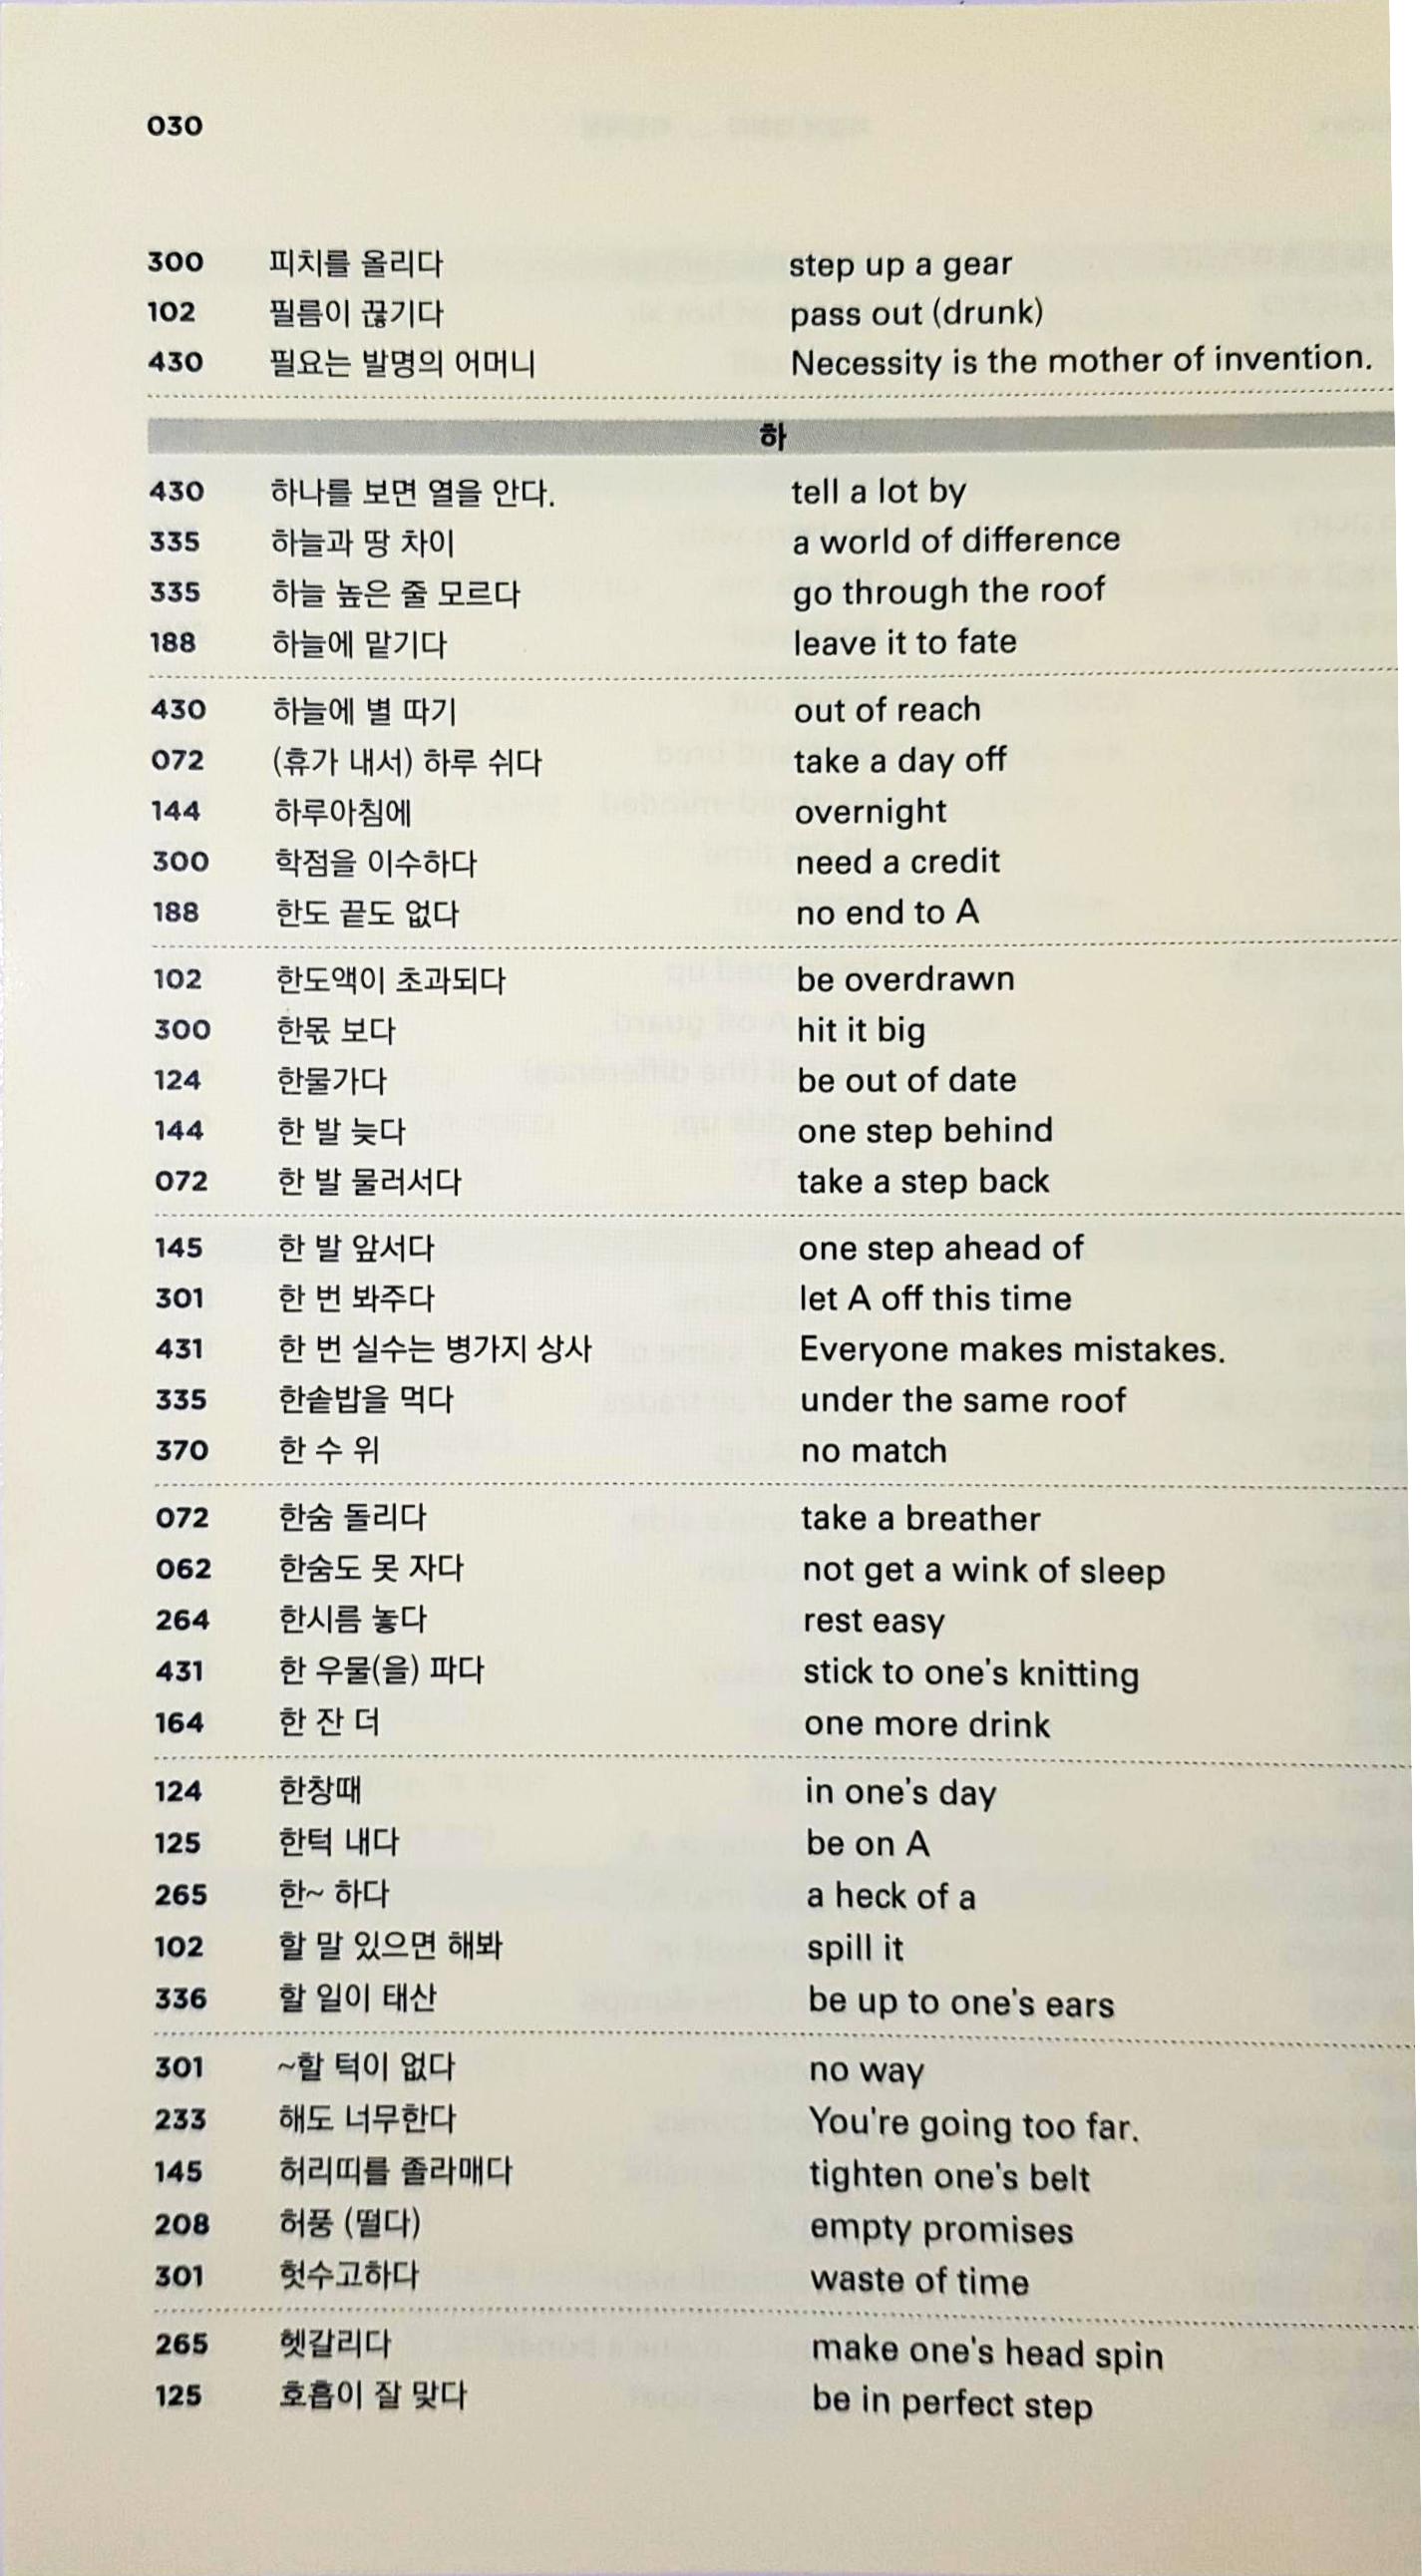 030
300 피치를 올리다 step up a gear
102 필름이 끊기다 pass out (drunk)
430 필요는 발명의 어머니 Necessity is the mother of invention.
하
430 하나를 보면 열을 안다. tell a lot by
335 하늘과 땅 차이 a world of difference
335 하늘 높은 줄 모르다 go through the roof
188 하늘에 맡기다 leave it to fate
430 하늘에 별 따기 out of reach
072 (휴가 내서) 하루 쉬다 take a day off
144 하루아침에 overnight
300 학점을 이수하다 need a credit
188 한도 끝도 없다 no end to A
102 한도액이 초과되다 be overdrawn
300 한몫 보다 hit it big
124 한물가다 be out of date
144 한 발 늦다 one step behind
072 한 발 물러서다 take a step back
145 한 발 앞서다 one step ahead of
301 한 번 봐주다 let A off this time
431 한 번 실수는 병가지 상사 Everyone makes mistakes.
335 한솥밥을 먹다 under the same roof
370 한 수 위 no match
072 한숨 돌리다 take a breather
062 한숨도 못 자다 not get a wink of sleep
264 한시름 놓다 rest easy
431 한 우물(을) 파다 stick to one's knitting
164 한 잔 더 one more drink
124 한창때 in one's day
125 한턱 내다 be on A
265 한~ 하다 a heck of a
102 할 말 있으면 해봐 spill it
336 할 일이 태산 be up to one's ears
301 ~할 턱이 없다 no way
233 해도 너무한다 You're going too far.
145 허리띠를 졸라매다 tighten one's belt
208 허풍 (떨다) empty promises
301 헛수고하다 waste of time
265 헷갈리다 make one's head spin
125 호흡이 잘 맞다 be in perfect step